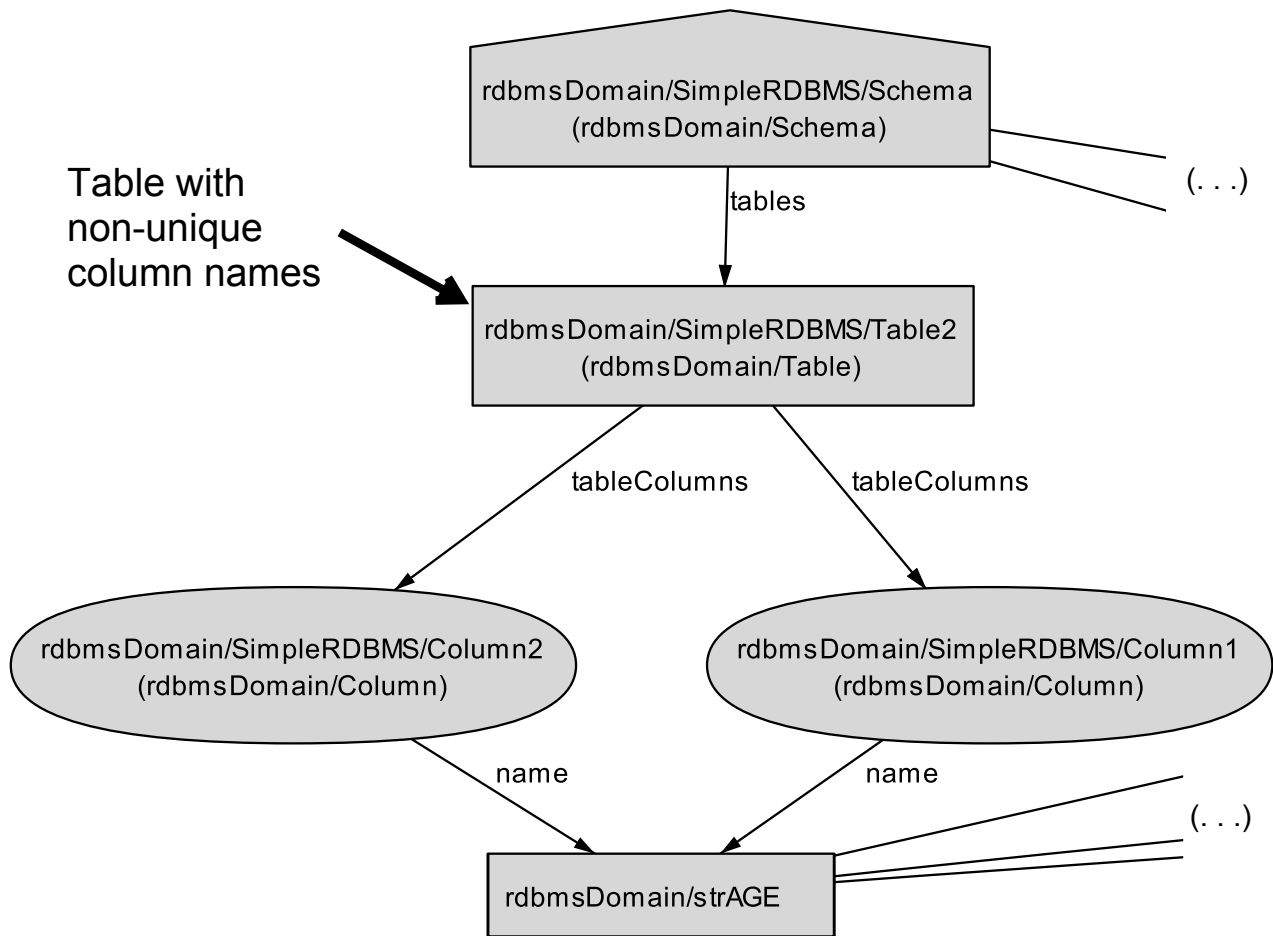 rdbmsDomain/SimpleRDBMS/Schema
(rdbmsDomain/Schema)
Table with
non-unique
column names
(. . .)
tables
rdbmsDomain/SimpleRDBMS/Table2
(rdbmsDomain/Table)
tableColumns
tableColumns
rdbmsDomain/SimpleRDBMS/Column2
(rdbmsDomain/Column)
rdbmsDomain/SimpleRDBMS/Column1
(rdbmsDomain/Column)
name
name
(. . .)
rdbmsDomain/strAGE